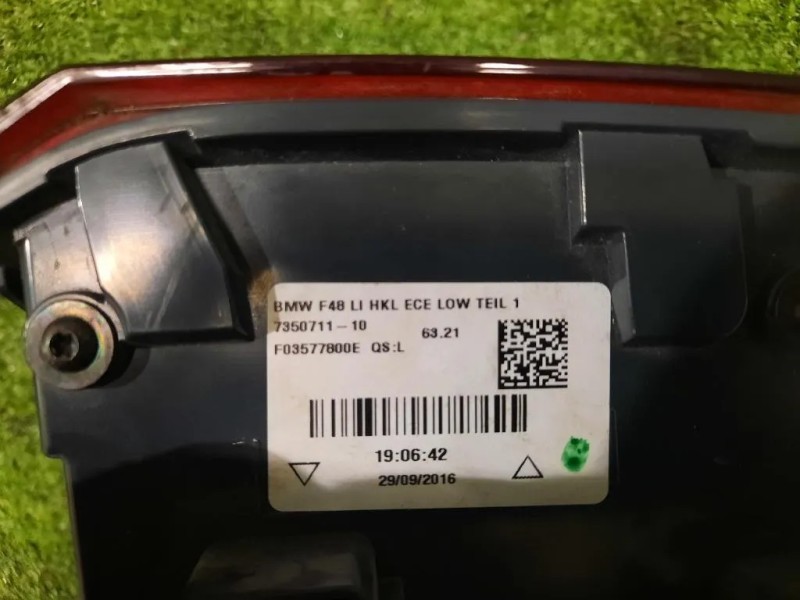 BMW F48 LI HKL ECE LOW TEIL 1
7350711-10 63.21
F03577800E QS:L
19:06:42
29/09/2016